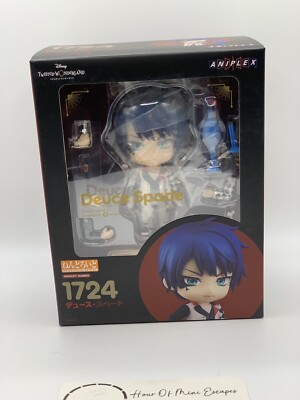 Disney
TWISTED-WONDERLAND
ANIPLEX
Deuce Spade
ねんどろいど
1724
デュース・スペード
Hour Of Mini Escapes